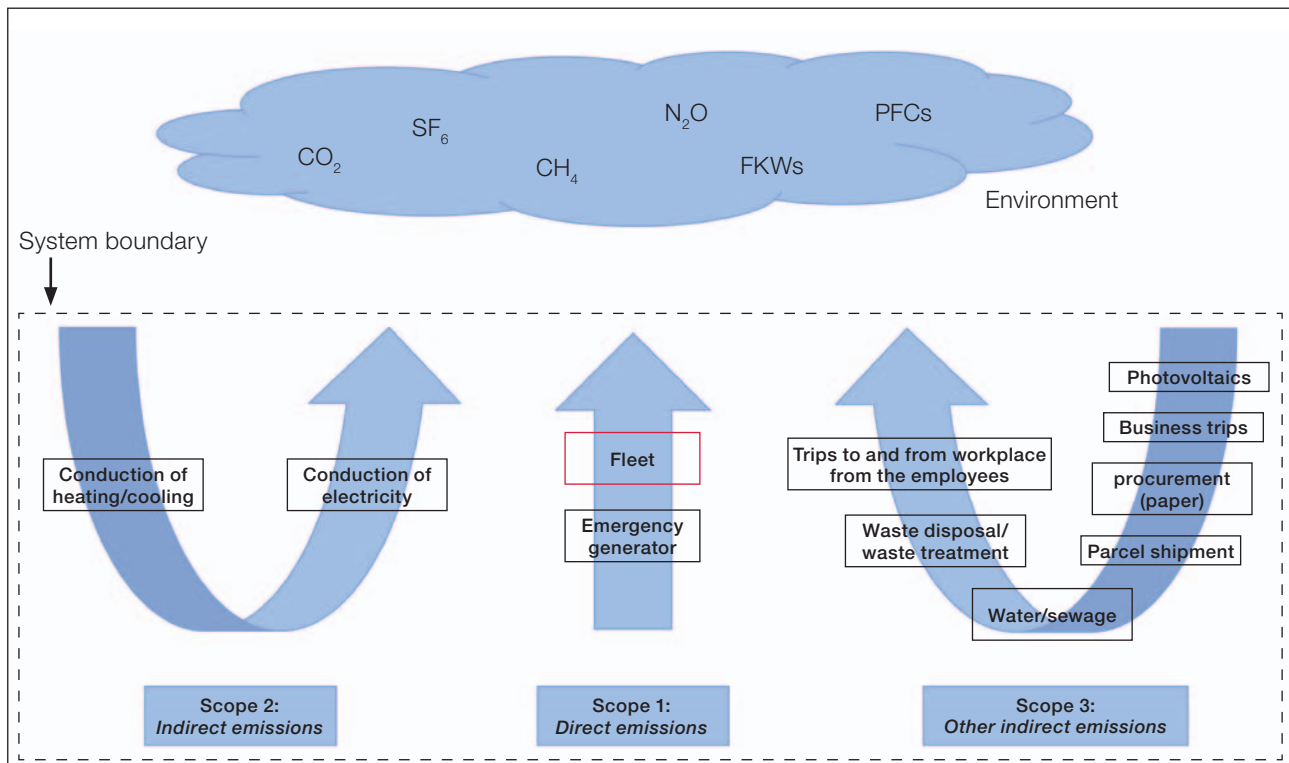 SF₆
N₂O
PFCs
CO₂
CH₄
FKWs
Environment
System boundary
Conduction of
heating/cooling
Conduction of
electricity
Fleet
Emergency
generator
Trips to and from workplace
from the employees
Waste disposal/
waste treatment
Water/sewage
Photovoltaics
Business trips
procurement
(paper)
Parcel shipment
Scope 2:
Indirect emissions
Scope 1:
Direct emissions
Scope 3:
Other indirect emissions